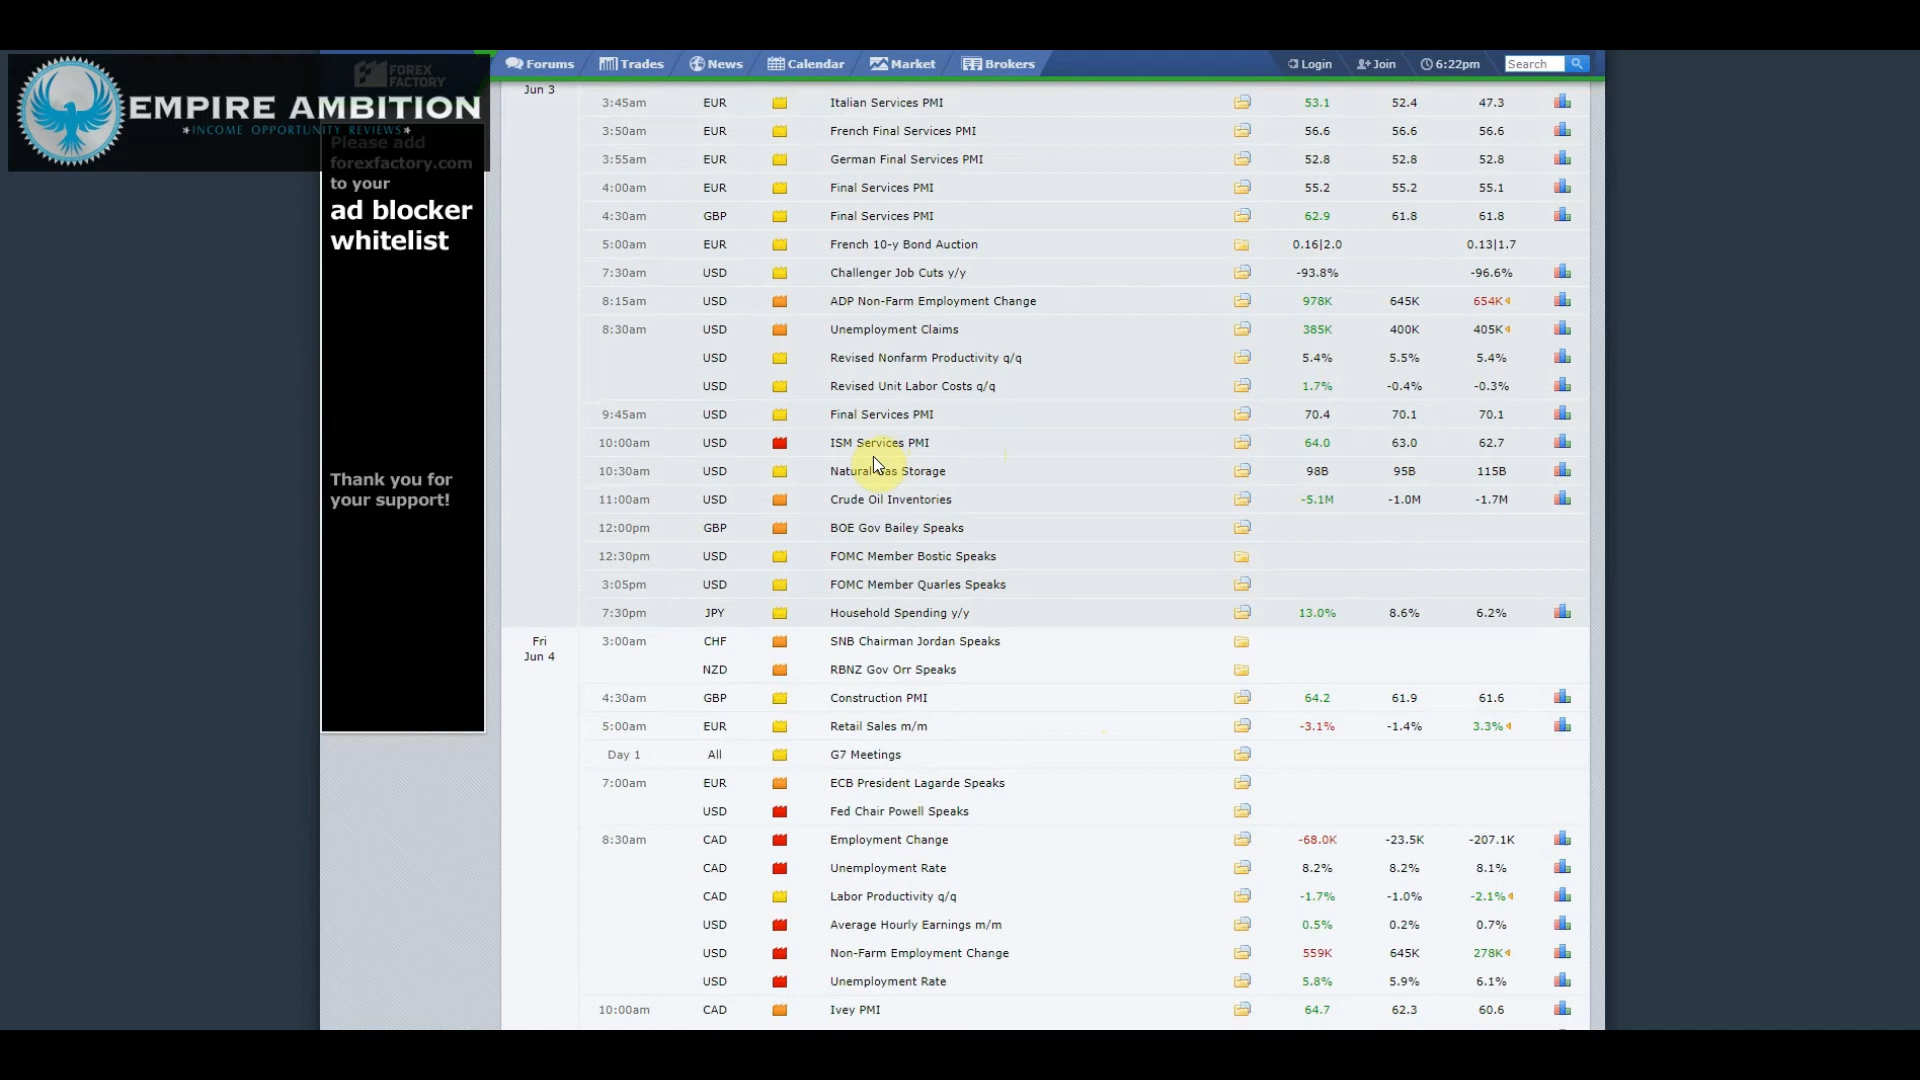 FOREX
FACTORY
EMPIRE AMBITION
★INCOME OPPORTUNITY REVIEWS★
Forums Trades News Calendar Market Brokers Login Join 6:22pm Search
Please add
forexfactory.com
to your
ad blocker
whitelist
Thank you for
your support!
Jun 3
3:45am EUR Italian Services PMI 53.1 52.4 47.3
3:50am EUR French Final Services PMI 56.6 56.6 56.6
3:55am EUR German Final Services PMI 52.8 52.8 52.8
4:00am EUR Final Services PMI 55.2 55.2 55.1
4:30am GBP Final Services PMI 62.9 61.8 61.8
5:00am EUR French 10-y Bond Auction 0.16|2.0 0.13|1.7
7:30am USD Challenger Job Cuts y/y -93.8% -96.6%
8:15am USD ADP Non-Farm Employment Change 978K 645K 654K
8:30am USD Unemployment Claims 385K 400K 405K
USD Revised Nonfarm Productivity q/q 5.4% 5.5% 5.4%
USD Revised Unit Labor Costs q/q 1.7% -0.4% -0.3%
9:45am USD Final Services PMI 70.4 70.1 70.1
10:00am USD ISM Services PMI 64.0 63.0 62.7
10:30am USD Natural Gas Storage 98B 95B 115B
11:00am USD Crude Oil Inventories -5.1M -1.0M -1.7M
12:00pm GBP BOE Gov Bailey Speaks
12:30pm USD FOMC Member Bostic Speaks
3:05pm USD FOMC Member Quarles Speaks
7:30pm JPY Household Spending y/y 13.0% 8.6% 6.2%
Fri
Jun 4
3:00am CHF SNB Chairman Jordan Speaks
NZD RBNZ Gov Orr Speaks
4:30am GBP Construction PMI 64.2 61.9 61.6
5:00am EUR Retail Sales m/m -3.1% -1.4% 3.3%
Day 1 All G7 Meetings
7:00am EUR ECB President Lagarde Speaks
USD Fed Chair Powell Speaks
8:30am CAD Employment Change -68.0K -23.5K -207.1K
CAD Unemployment Rate 8.2% 8.2% 8.1%
CAD Labor Productivity q/q -1.7% -1.0% -2.1%
USD Average Hourly Earnings m/m 0.5% 0.2% 0.7%
USD Non-Farm Employment Change 559K 645K 278K
USD Unemployment Rate 5.8% 5.9% 6.1%
10:00am CAD Ivey PMI 64.7 62.3 60.6